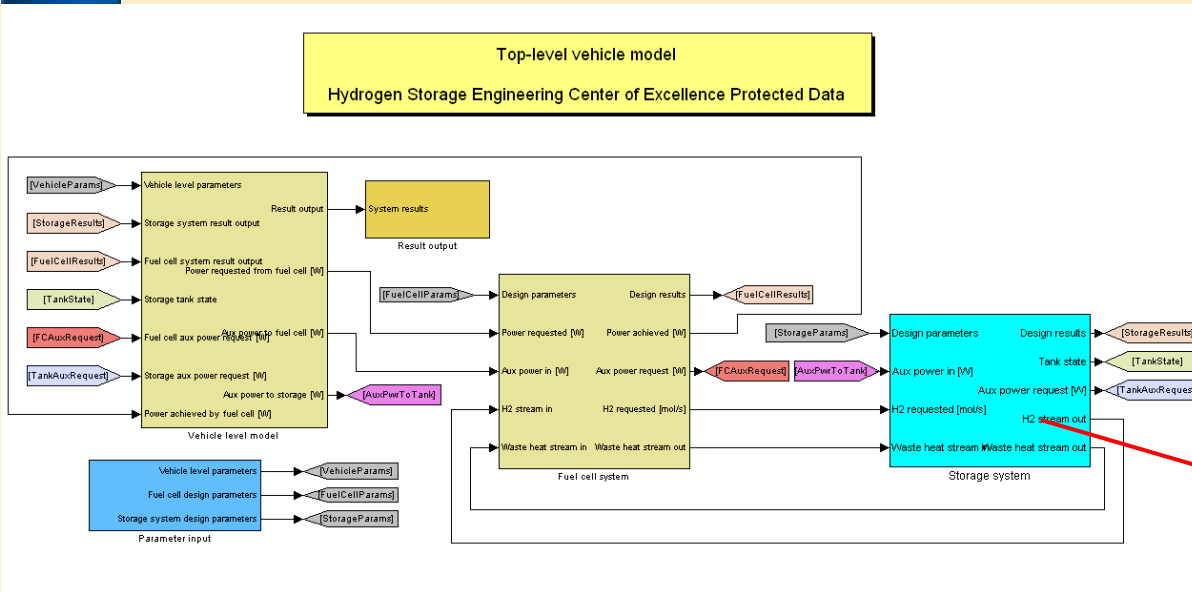 Top-level vehicle model
Hydrogen Storage Engineering Center of Excellence Protected Data
[VehicleParams]
[StorageResults]
[FuelCellResults]
[TankState]
[FCAuxRequest]
[TankAuxRequest]
Vehicle level parameters
Storage system result output
Fuel cell system result output
Storage tank state
Fuel cell aux power request [W]
Storage aux power request [W]
Power achieved by fuel cell [W]
Result output
Power requested from fuel cell [W]
Aux power to fuel cell [W]
Aux power to storage [W]
Vehicle level model
System results
Result output
[AuxPwrToTank]
[FuelCellParams]
Design parameters
Power requested [W]
Aux power in [W]
H2 stream in
Waste heat stream in
Design results
Power achieved [W]
Aux power request [W]
H2 requested [mol/s]
Waste heat stream out
Fuel cell system
[FuelCellResults]
[FCAuxRequest]
[StorageParams]
[AuxPwrToTank]
Design parameters
Aux power in [W]
H2 requested [mol/s]
Waste heat stream in
Design results
Tank state
Aux power request [W]
H2 stream out
Waste heat stream out
Storage system
[StorageResults
[TankState]
[TankAuxReques
Vehicle level parameters
Fuel cell design parameters
Storage system design parameters
Parameter input
[VehicleParams]
[FuelCellParams]
[StorageParams]